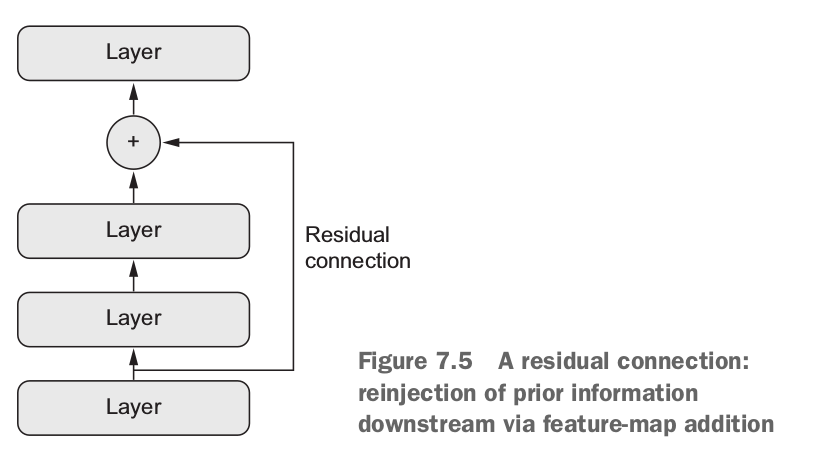 Layer
+
Layer
Residual
connection
Layer
Layer
Figure 7.5 A residual connection:
reinjection of prior information
downstream via feature-map addition